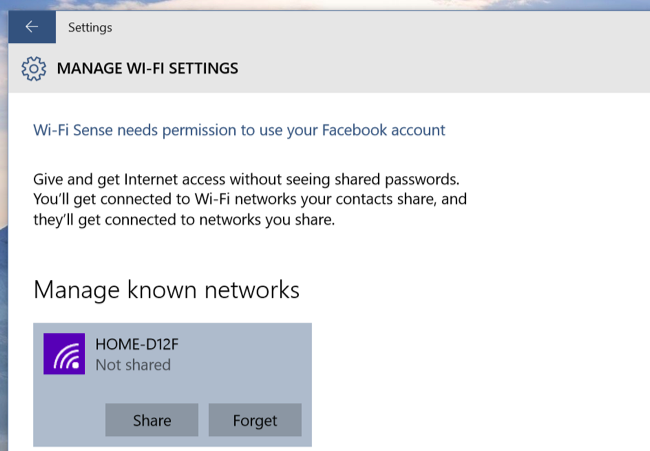 Settings
MANAGE WI-FI SETTINGS
Wi-Fi Sense needs permission to use your Facebook account
Give and get Internet access without seeing shared passwords.
You'll get connected to Wi-Fi networks your contacts share, and
they'll get connected to networks you share.
Manage known networks
HOME-D12F
Not shared
Share Forget